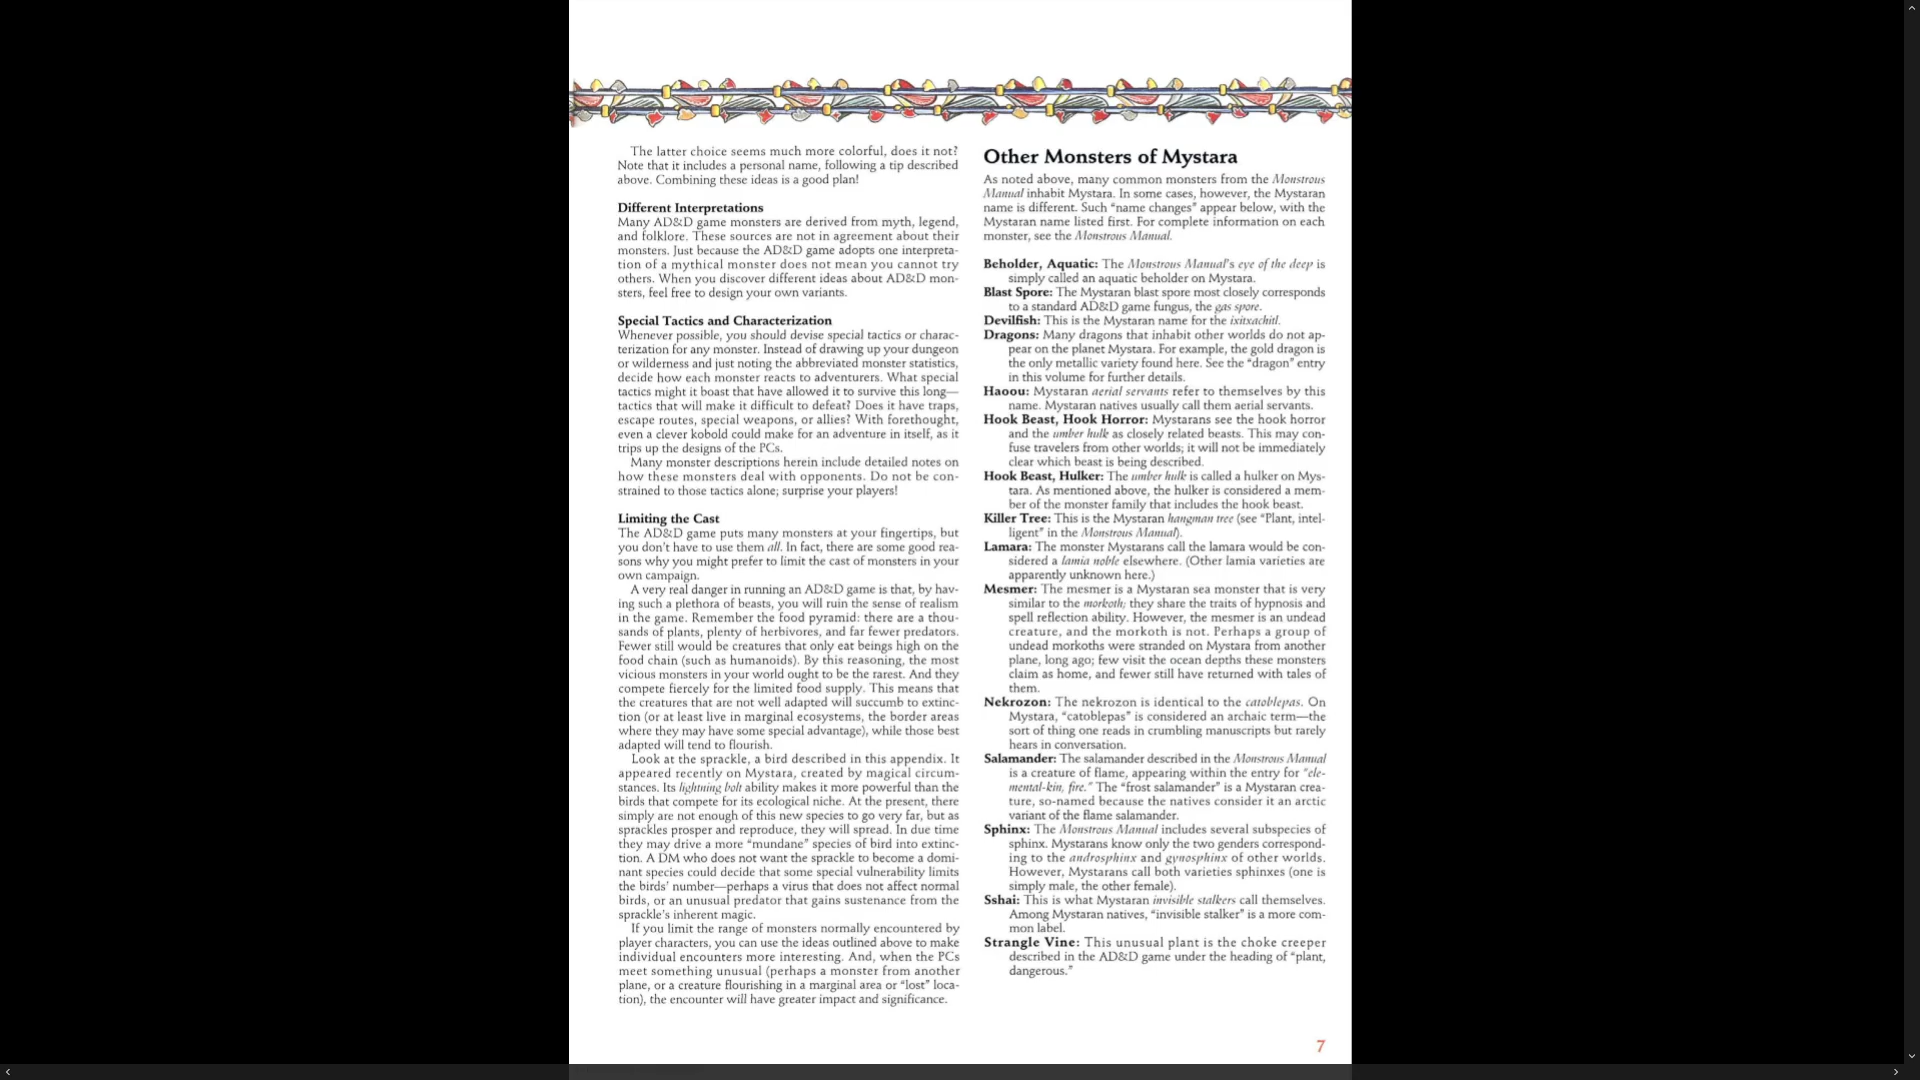 The latter choice seems much more colorful, does it not?
Note that it includes a personal name, following a tip described
above. Combining these ideas is a good plan!
Different Interpretations
Many AD&D game monsters are derived from myth, legend,
and folklore. These sources are not in agreement about their
monsters. Just because the AD&D game adopts one interpreta-
tion of a mythical monster does not mean you cannot try
others. When you discover different ideas about AD&D mon-
sters, feel free to design your own variants.
Special Tactics and Characterization
Whenever possible, you should devise special tactics or charac-
terization for any monster. Instead of drawing up your dungeon
or wilderness and just noting the abbreviated monster statistics,
decide how each monster reacts to adventurers. What special
tactics might it boast that have allowed it to survive this long—
tactics that will make it difficult to defeat? Does it have traps,
escape routes, special weapons, or allies? With forethought,
even a clever kobold could make for an adventure in itself, as it
trips up the designs of the PCs.
Many monster descriptions herein include detailed notes on
how these monsters deal with opponents. Do not be con-
strained to those tactics alone; surprise your players!
Limiting the Cast
The AD&D game puts many monsters at your fingertips, but
you don't have to use them all. In fact, there are some good rea-
sons why you might prefer to limit the cast of monsters in your
own campaign.
A very real danger in running an AD&D game is that, by hav-
ing such a plethora of beasts, you will ruin the sense of realism
in the game. Remember the food pyramid: there are a thou-
sands of plants, plenty of herbivores, and far fewer predators.
Fewer still would be creatures that only eat beings high on the
food chain (such as humanoids). By this reasoning, the most
vicious monsters in your world ought to be the rarest. And they
compete fiercely for the limited food supply. This means that
the creatures that are not well adapted will succumb to extinc-
tion (or at least live in marginal ecosystems, the border areas
where they may have some special advantage), while those best
adapted will tend to flourish.
Look at the sprackle, a bird described in this appendix. It
appeared recently on Mystara, created by magical circum-
stances. Its lightning bolt ability makes it more powerful than the
birds that compete for its ecological niche. At the present, there
simply are not enough of this new species to go very far, but as
sprackles prosper and reproduce, they will spread. In due time
they may drive a more “mundane” species of bird into extinc-
tion. A DM who does not want the sprackle to become a domi-
nant species could decide that some special vulnerability limits
the birds' number—perhaps a virus that does not affect normal
birds, or an unusual predator that gains sustenance from the
sprackle's inherent magic.
If you limit the range of monsters normally encountered by
player characters, you can use the ideas outlined above to make
individual encounters more interesting. And, when the PCs
meet something unusual (perhaps a monster from another
plane, or a creature flourishing in a marginal area or “lost” loca-
tion), the encounter will have greater impact and significance.
Other Monsters of Mystara
As noted above, many common monsters from the Monstrous
Manual inhabit Mystara. In some cases, however, the Mystaran
name is different. Such “name changes” appear below, with the
Mystaran name listed first. For complete information on each
monster, see the Monstrous Manual.
Beholder, Aquatic: The Monstrous Manual's eye of the deep is
simply called an aquatic beholder on Mystara.
Blast Spore: The Mystaran blast spore most closely corresponds
to a standard AD&D game fungus, the gas spore.
Devilfish: This is the Mystaran name for the ixitxachitl.
Dragons: Many dragons that inhabit other worlds do not ap-
pear on the planet Mystara. For example, the gold dragon is
the only metallic variety found here. See the “dragon” entry
in this volume for further details.
Haoou: Mystaran aerial servants refer to themselves by this
name. Mystaran natives usually call them aerial servants.
Hook Beast, Hook Horror: Mystarans see the hook horror
and the umber hulk as closely related beasts. This may con-
fuse travelers from other worlds; it will not be immediately
clear which beast is being described.
Hook Beast, Hulker: The umber hulk is called a hulker on Mys-
tara. As mentioned above, the hulker is considered a mem-
ber of the monster family that includes the hook beast.
Killer Tree: This is the Mystaran hangman tree (see “Plant, intel-
ligent” in the Monstrous Manual).
Lamara: The monster Mystarans call the lamara would be con-
sidered a lamia noble elsewhere. (Other lamia varieties are
apparently unknown here.)
Mesmer: The mesmer is a Mystaran sea monster that is very
similar to the morkoth; they share the traits of hypnosis and
spell reflection ability. However, the mesmer is an undead
creature, and the morkoth is not. Perhaps a group of
undead morkoths were stranded on Mystara from another
plane, long ago; few visit the ocean depths these monsters
claim as home, and fewer still have returned with tales of
them.
Nekrozon: The nekrozon is identical to the catoblepas. On
Mystara, “catoblepas” is considered an archaic term—the
sort of thing one reads in crumbling manuscripts but rarely
hears in conversation.
Salamander: The salamander described in the Monstrous Manual
is a creature of flame, appearing within the entry for “ele-
mental-kin, fire.” The “frost salamander” is a Mystaran crea-
ture, so-named because the natives consider it an arctic
variant of the flame salamander.
Sphinx: The Monstrous Manual includes several subspecies of
sphinx. Mystarans know only the two genders correspond-
ing to the androsphinx and gynosphinx of other worlds.
However, Mystarans call both varieties sphinxes (one is
simply male, the other female).
Sshai: This is what Mystaran invisible stalkers call themselves.
Among Mystaran natives, “invisible stalker” is a more com-
mon label.
Strangle Vine: This unusual plant is the choke creeper
described in the AD&D game under the heading of “plant,
dangerous.”
7